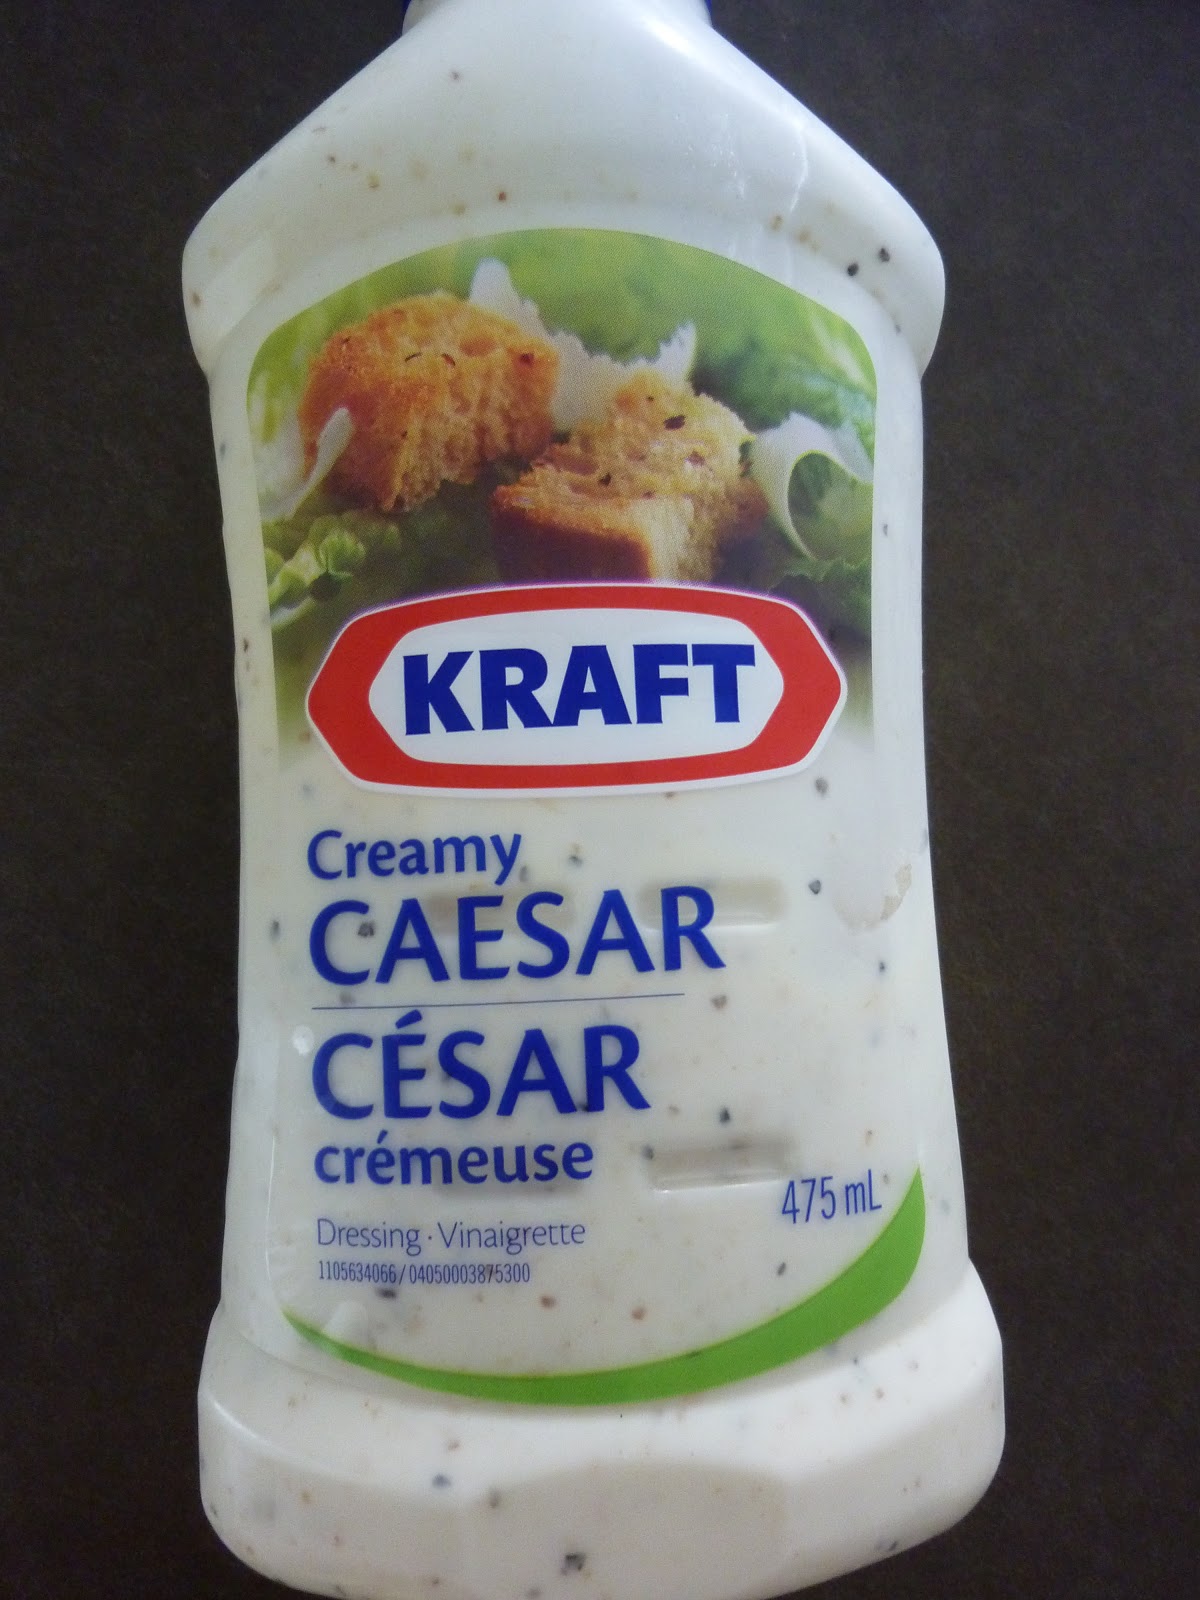 KRAFT
Creamy
CAESAR
CÉSAR
crémeuse
475 mL
Dressing · Vinaigrette
1105634066 / 04050003875300